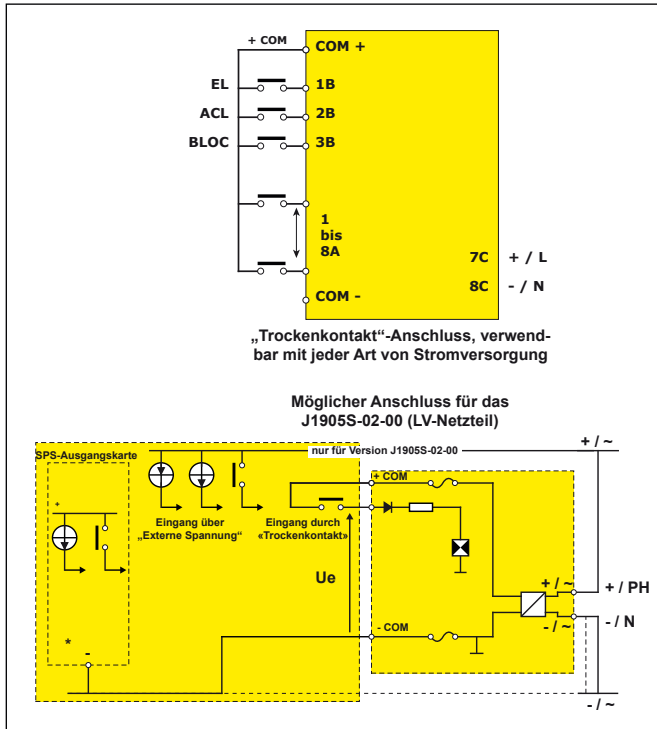 + COM
COM +
EL
1B
ACL
2B
BLOC
3B
1
bis
8A
7C
+ / L
8C
- / N
COM -
„Trockenkontakt“-Anschluss, verwend-
bar mit jeder Art von Stromversorgung
Möglicher Anschluss für das
J1905S-02-00 (LV-Netzteil)
+ / ~
nur für Version J1905S-02-00
SPS-Ausgangskarte
+ COM
+
Eingang über
„Externe Spannung“
Eingang durch
«Trockenkontakt»
Ue
+ / ~
+ / PH
- / ~
- / N
- COM
*
-
- / ~